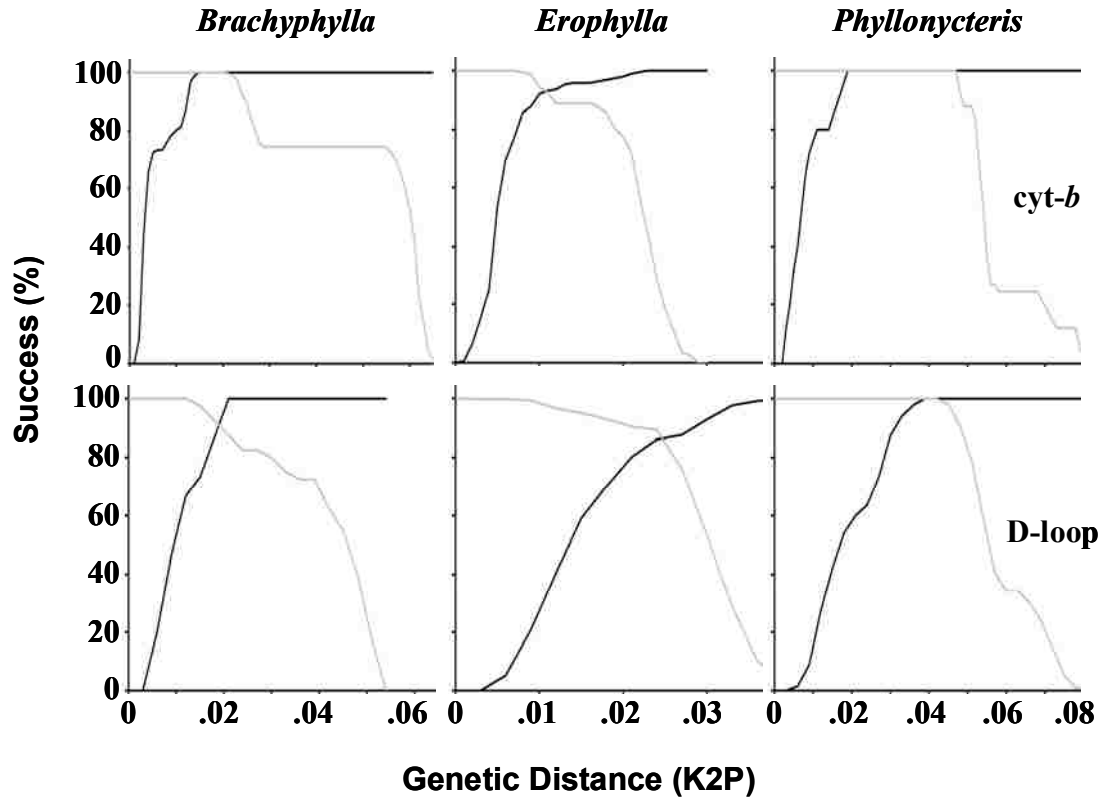 Brachyphylla Erophylla Phyllonycteris
100
80
60
40
20
0
cyt-b
100
80
60
40
20
0
D-loop
Success (%)
0 .02 .04 .06 0 .01 .02 .03 0 .02 .04 .06 .08
Genetic Distance (K2P)